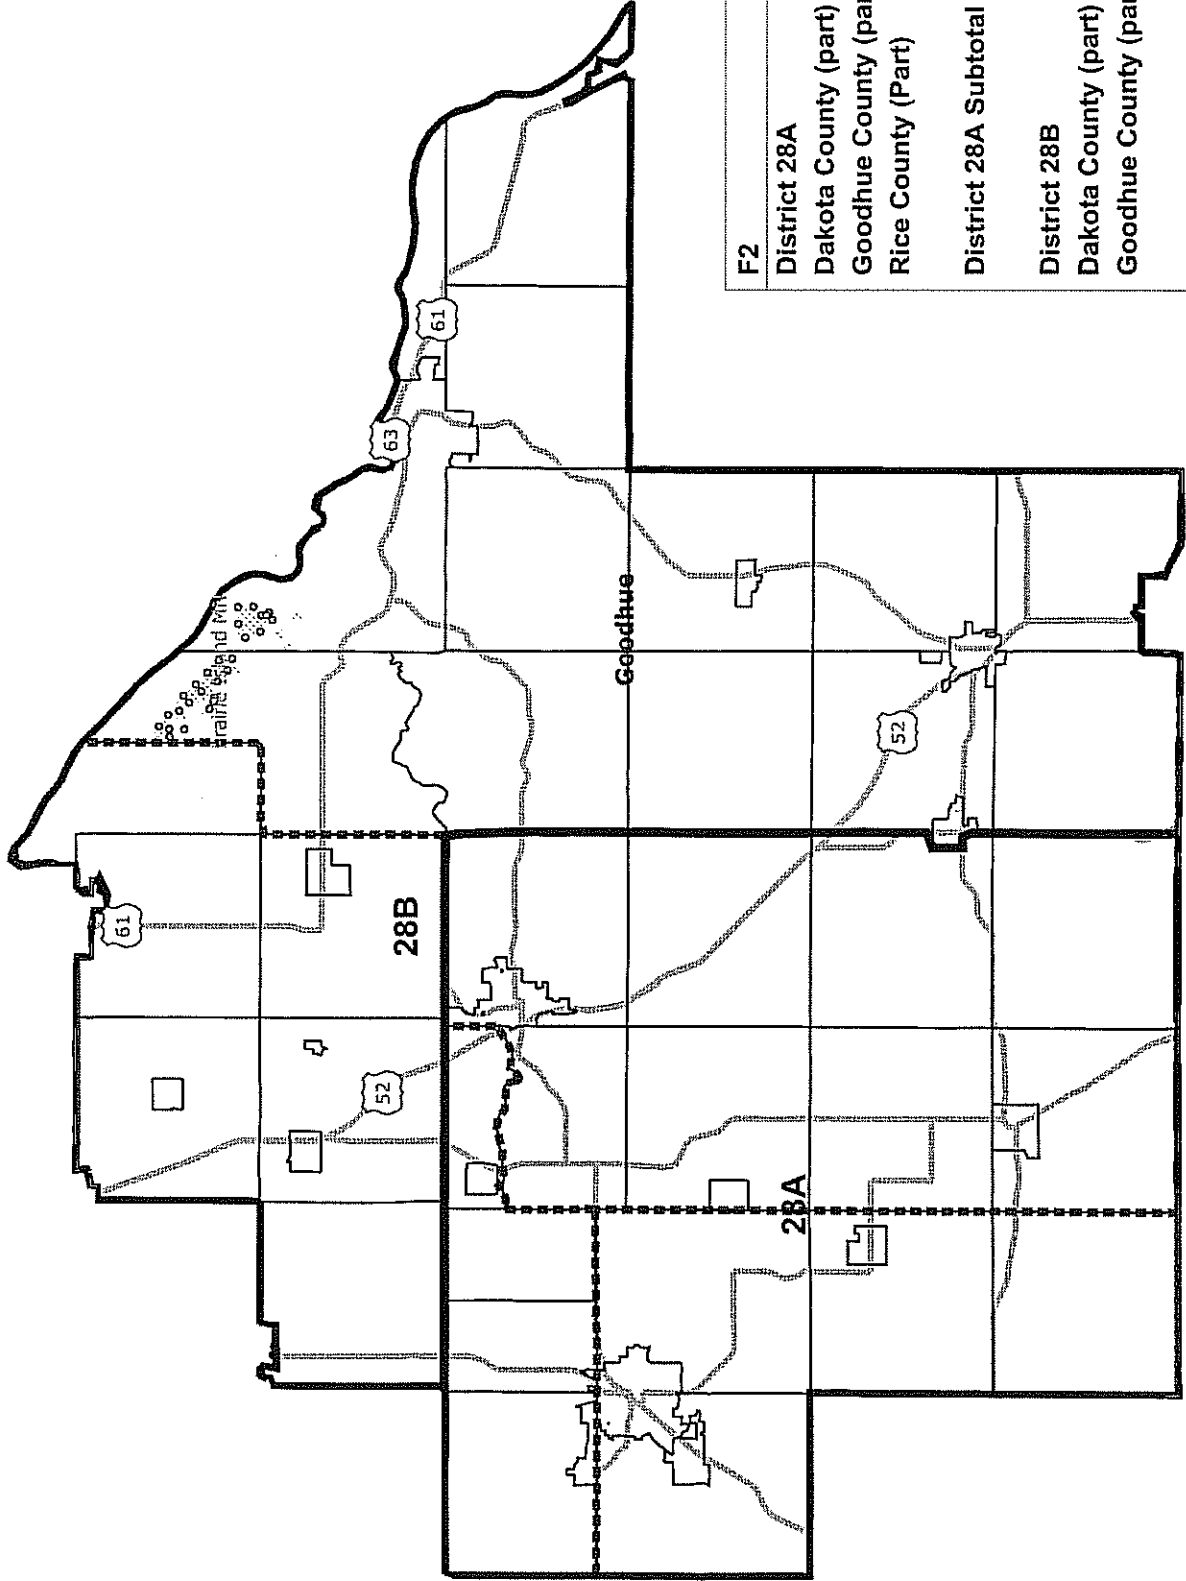 61
63
61
Goodhue
52
28B
52
28A
F2
District 28A
Dakota County (part)
Goodhue County (pa
Rice County (Part)
District 28A Subtotal
District 28B
Dakota County (part)
Goodhue County (pa